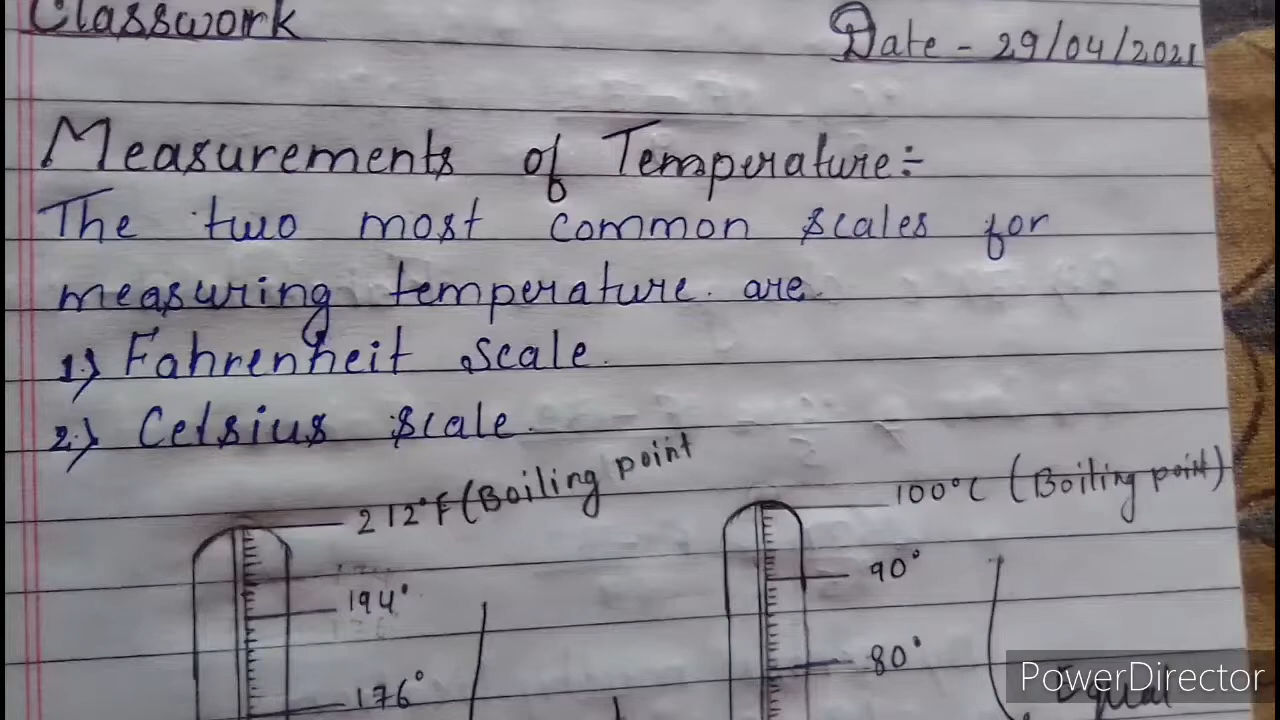 Classwork
Date - 29/04/2021
Measurements of Temperature:-
The two most common scales for
measuring temperature are.
1.) Fahrenheit scale.
2.) Celsius scale.
212°F (Boiling point
100°C (Boiling point)
194°
90°
176°
80°
Equal
PowerDirector